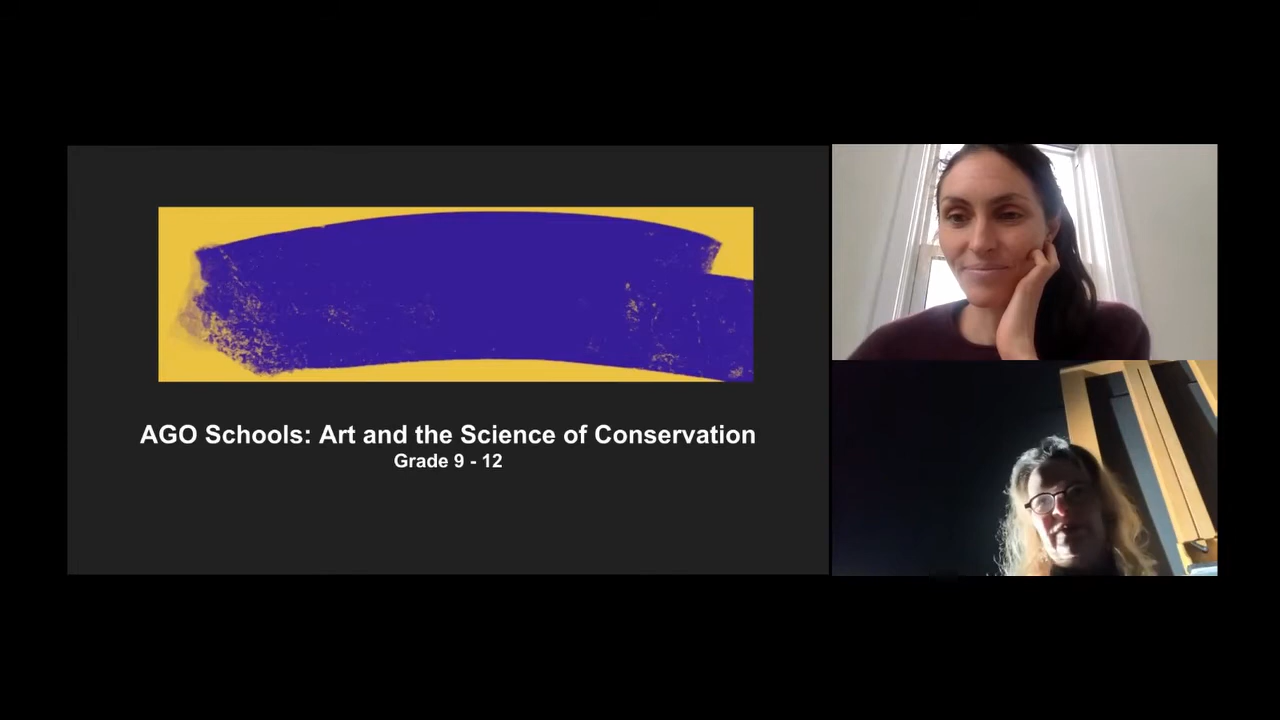 AGO Schools: Art and the Science of Conservation
Grade 9 - 12